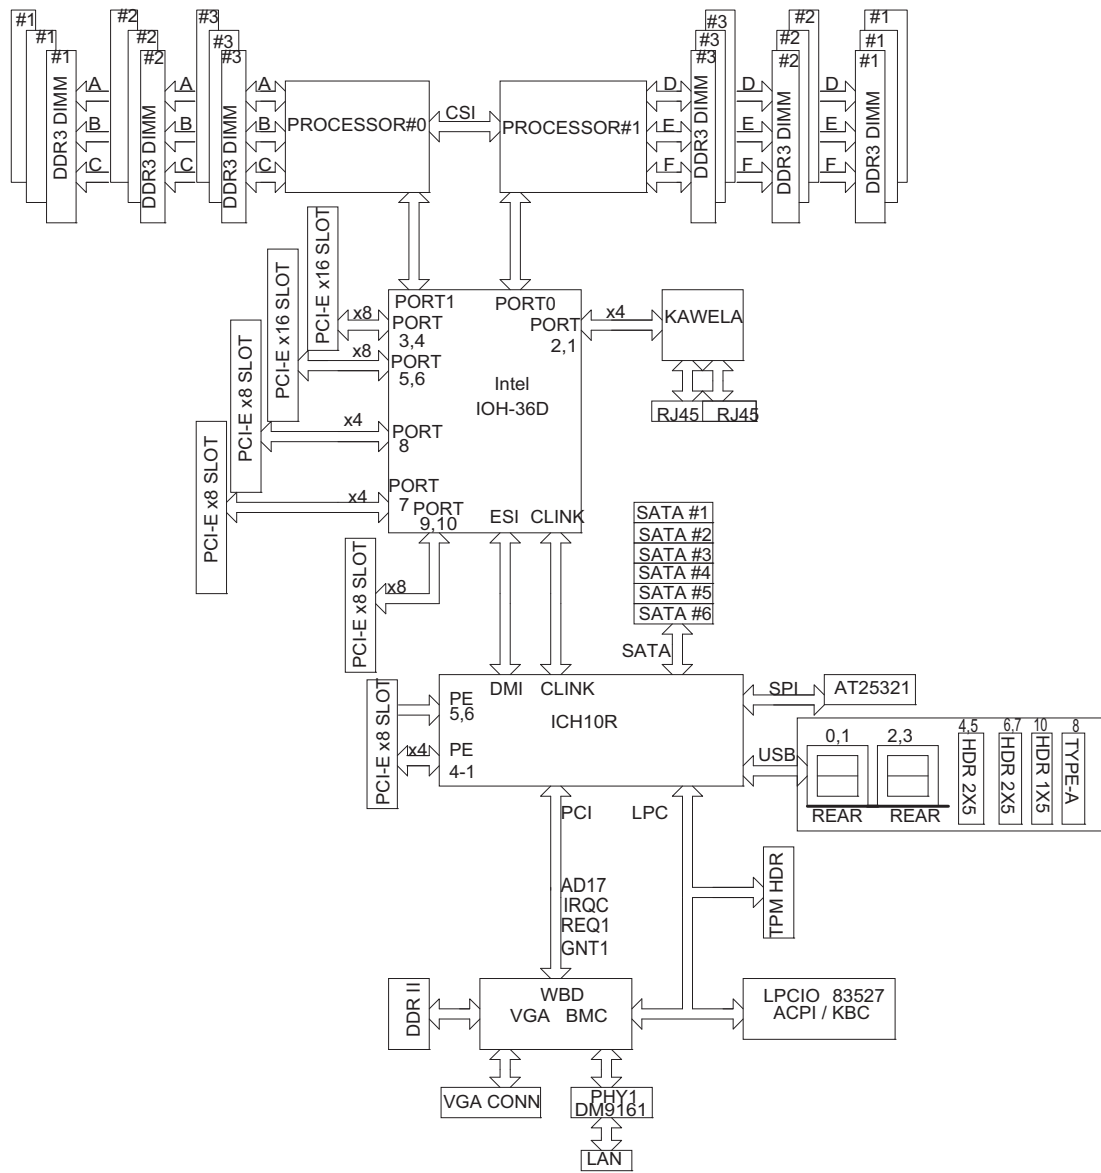 #1 #2 #3 #3 #2 #1
#1 #2 #3 #3 #2 #1
#1 #2 #3 #3 #2 #1
DDR3 DIMM
DDR3 DIMM
DDR3 DIMM
A A A
B B B
C C C
PROCESSOR#0
CSI
PROCESSOR#1
D D D
E E E
F F F
DDR3 DIMM
DDR3 DIMM
DDR3 DIMM
PCI-E x16 SLOT
PCI-E x16 SLOT
PCI-E x8 SLOT
PCI-E x8 SLOT
PCI-E x8 SLOT
x8
x8
x4
x4
x8
PORT1
PORT0
PORT
3,4
PORT
5,6
PORT
8
PORT
7
PORT
9,10
PORT
2,1
Intel
IOH-36D
ESI CLINK
x4
KAWELA
RJ45 RJ45
SATA #1
SATA #2
SATA #3
SATA #4
SATA #5
SATA #6
SATA
DMI CLINK
ICH10R
PE
5,6
PE
4-1
PCI-E x8 SLOT
x4
SPI
AT25321
USB
0,1 2,3
REAR REAR
4,5
HDR 2X5
6,7
HDR 2X5
10
HDR 1X5
8
TYPE-A
PCI
LPC
AD17
IRQC
REQ1
GNT1
TPM HDR
DDR II
WBD
VGA BMC
LPCIO 83527
ACPI / KBC
VGA CONN
PHY1
DM9161
LAN